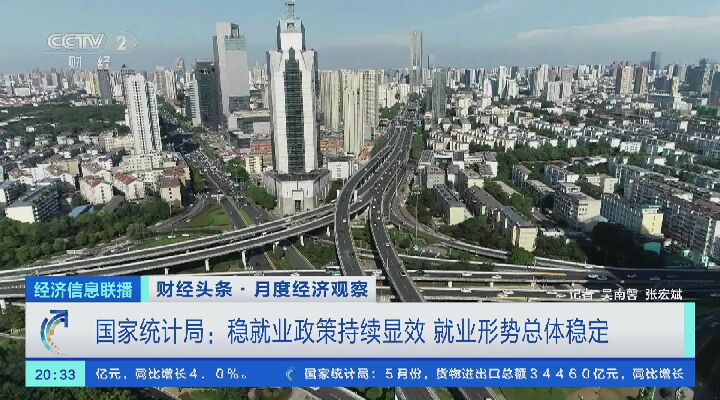 CCTV 2
财经
记者 吴南馨 张宏斌
经济信息联播 财经头条·月度经济观察
国家统计局：稳就业政策持续显效 就业形势总体稳定
20:33 亿元，同比增长4.0%。 国家统计局：5月份，货物进出口总额34460亿元，同比增长